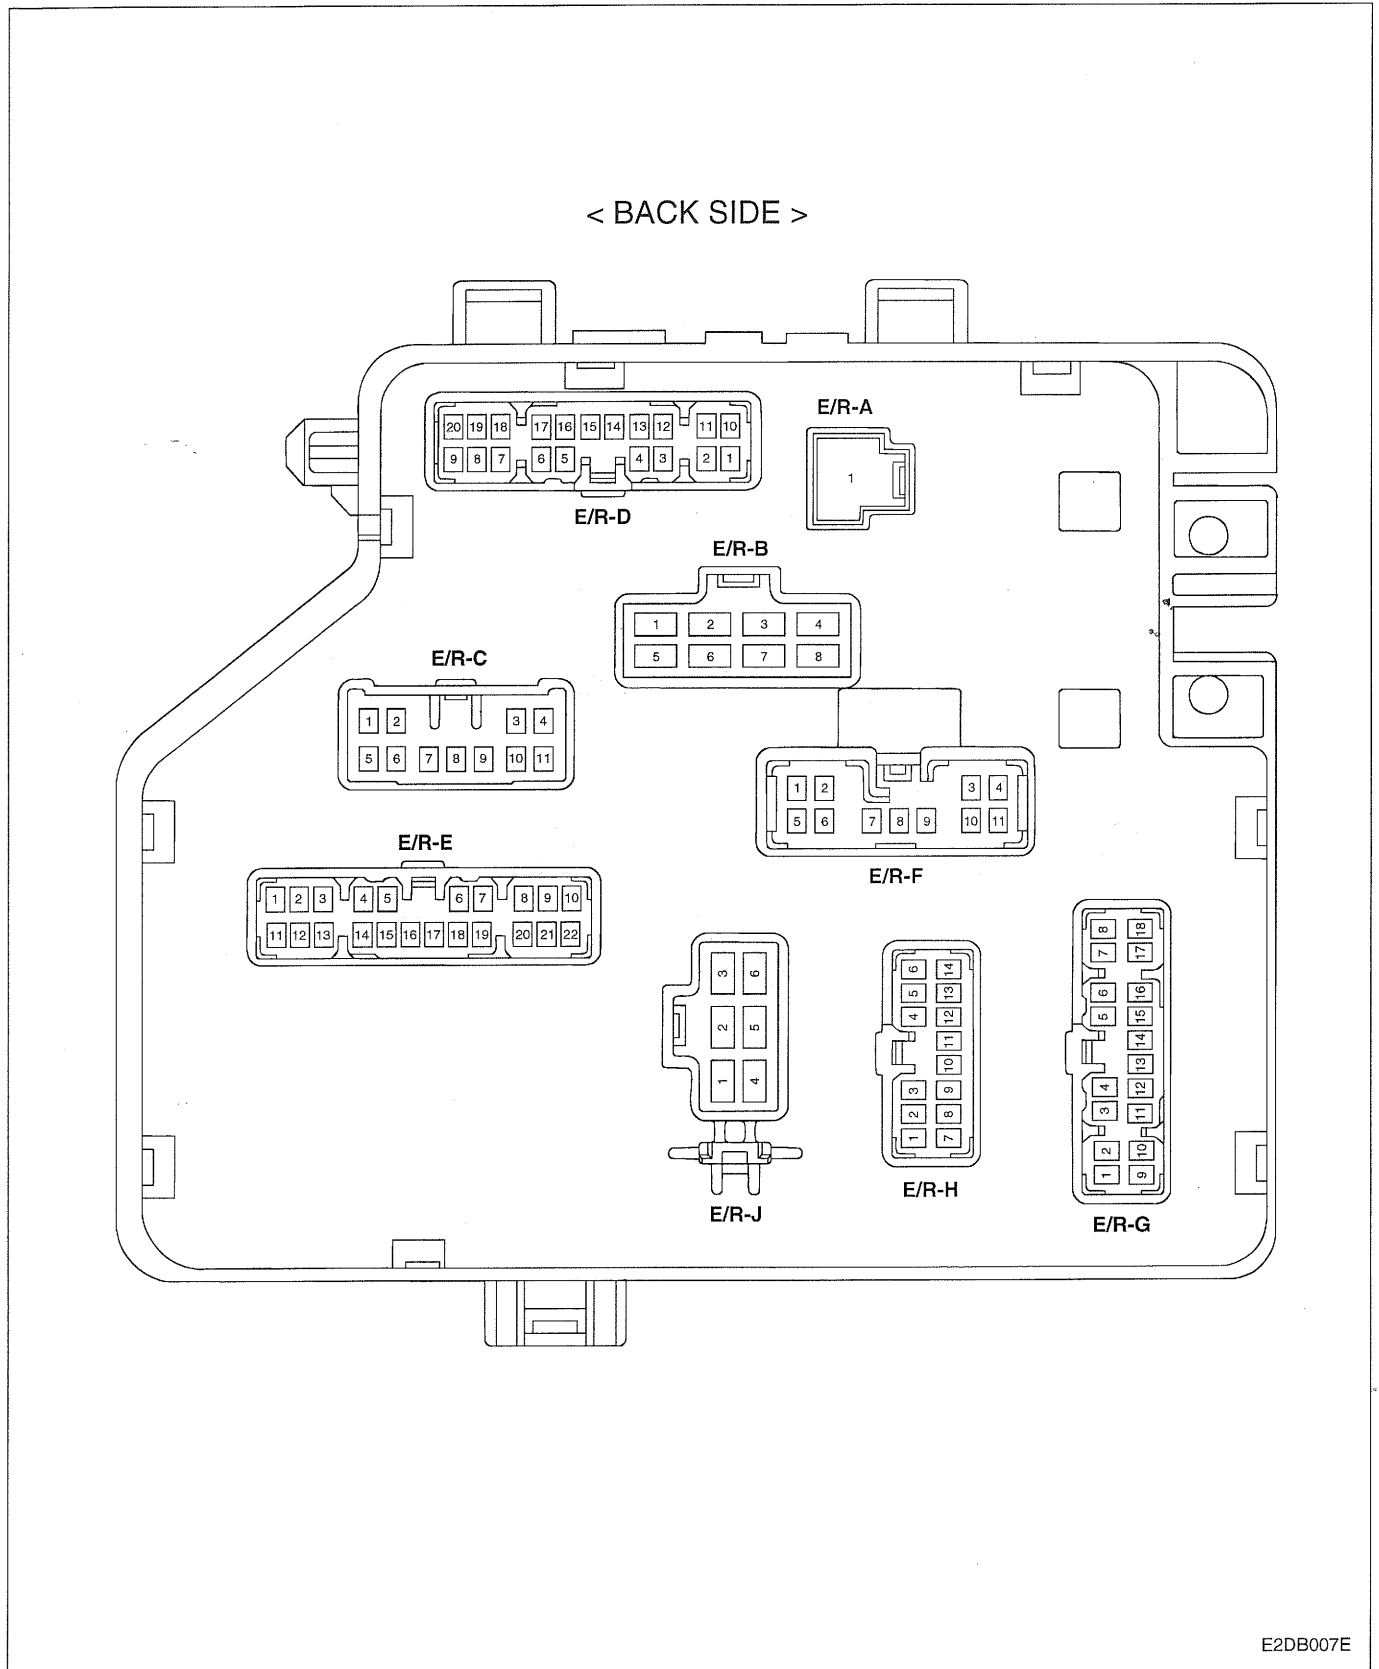 < BACK SIDE >
20 19 18 17 16 15 14 13 12 11 10
9 8 7 6 5 4 3 2 1
E/R-D
E/R-A
1
E/R-B
1 2 3 4
5 6 7 8
E/R-C
1 2 3 4
5 6 7 8 9 10 11
1 2 3 4
5 6 7 8 9 10 11
E/R-F
E/R-E
1 2 3 4 5 6 7 8 9 10
11 12 13 14 15 16 17 18 19 20 21 22
3 6
2 5
1 4
E/R-J
6 14
5 13
4 12
11
10
3 9
2 8
1 7
E/R-H
8 18
7 17
6 16
5 15
14
13
4 12
3 11
2 10
1 9
E/R-G
E2DB007E